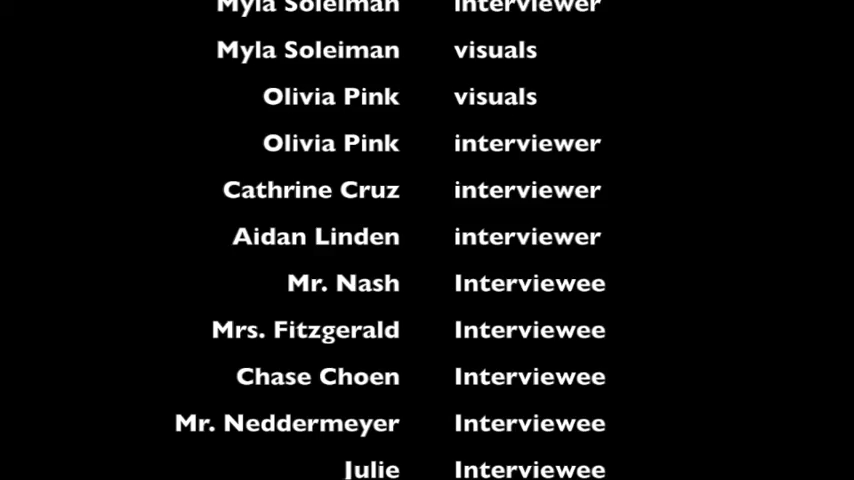 Myla Soleiman interviewer
Myla Soleiman visuals
Olivia Pink visuals
Olivia Pink interviewer
Cathrine Cruz interviewer
Aidan Linden interviewer
Mr. Nash Interviewee
Mrs. Fitzgerald Interviewee
Chase Choen Interviewee
Mr. Neddermeyer Interviewee
Julie Interviewee